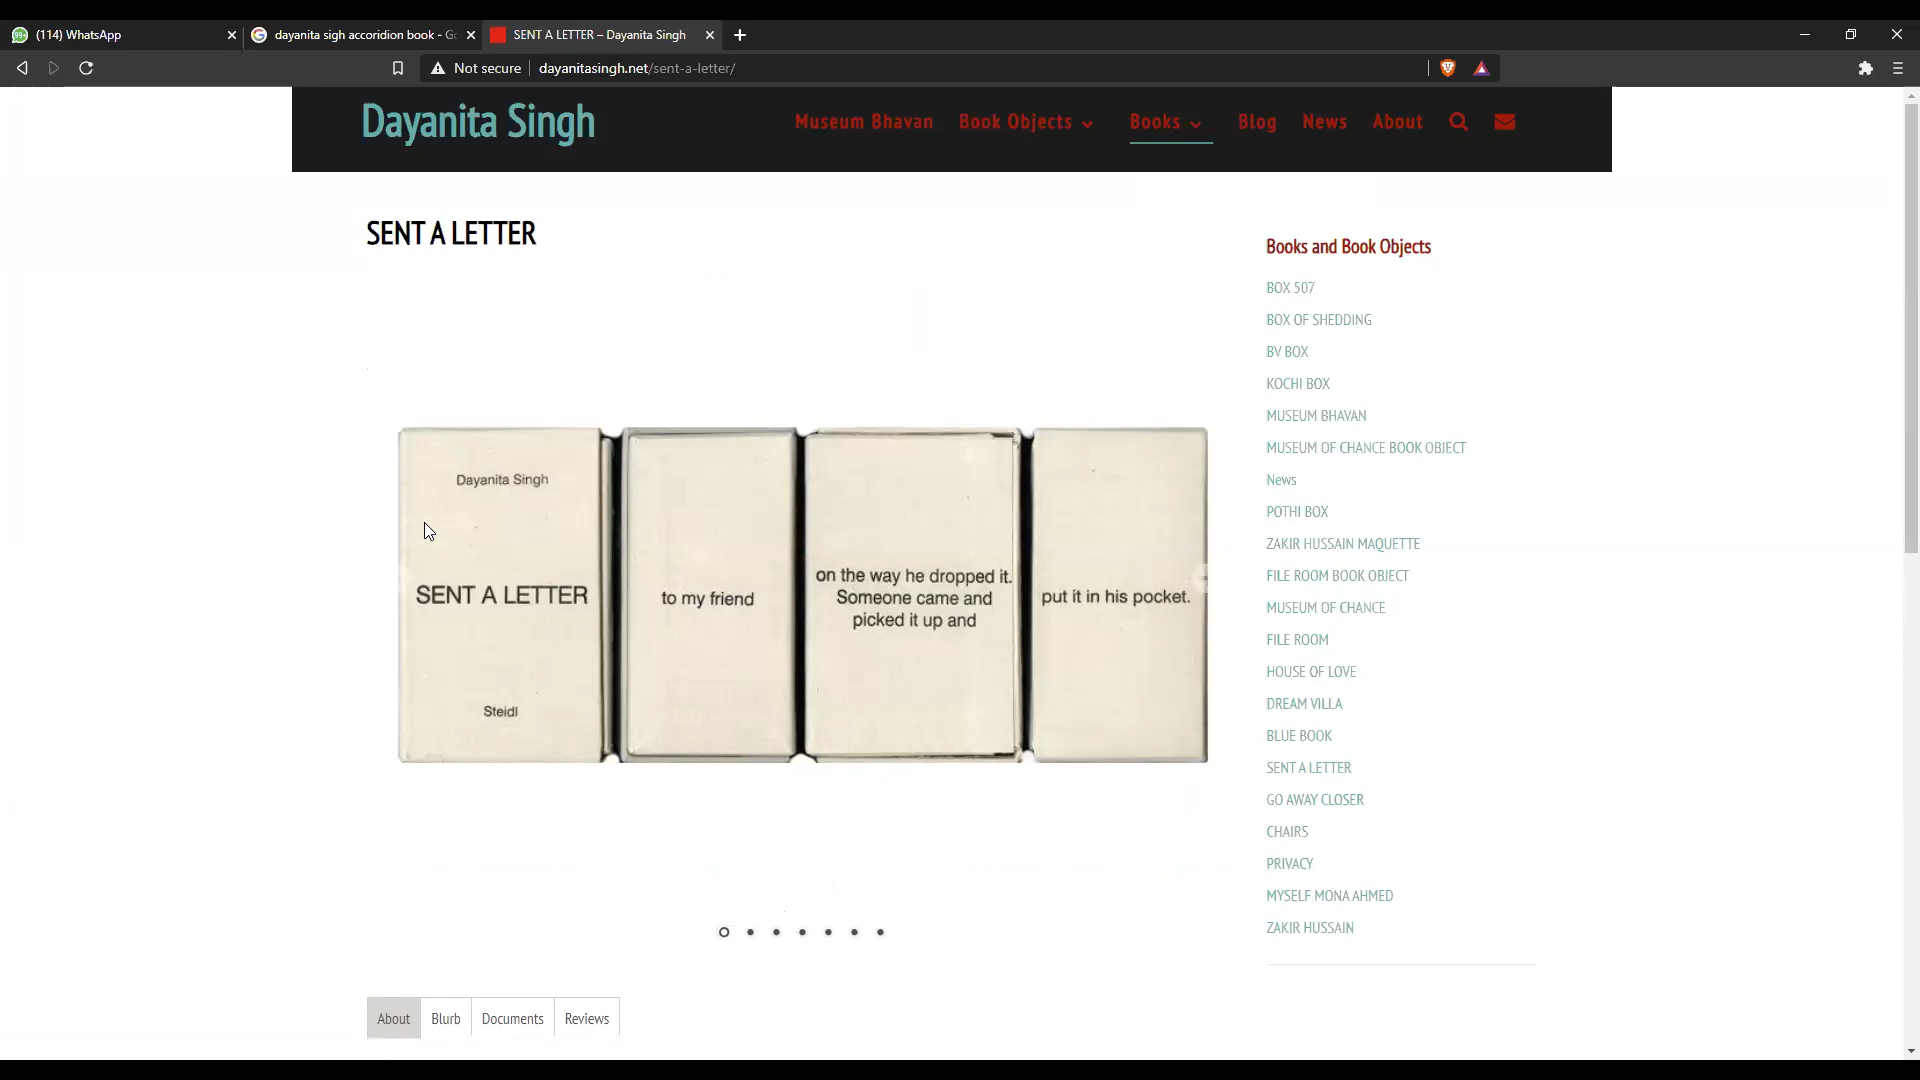 (114) WhatsApp
dayanita sigh accoridion book - Go
SENT A LETTER – Dayanita Singh
Not secure
dayanitasingh.net/sent-a-letter/
Dayanita Singh
Museum Bhavan
Book Objects
Books
Blog
News
About
SENT A LETTER
Dayanita Singh
SENT A LETTER
Steidl
to my friend
on the way he dropped it.
Someone came and
picked it up and
put it in his pocket.
About
Blurb
Documents
Reviews
Books and Book Objects
BOX 507
BOX OF SHEDDING
BV BOX
KOCHI BOX
MUSEUM BHAVAN
MUSEUM OF CHANCE BOOK OBJECT
News
POTHI BOX
ZAKIR HUSSAIN MAQUETTE
FILE ROOM BOOK OBJECT
MUSEUM OF CHANCE
FILE ROOM
HOUSE OF LOVE
DREAM VILLA
BLUE BOOK
SENT A LETTER
GO AWAY CLOSER
CHAIRS
PRIVACY
MYSELF MONA AHMED
ZAKIR HUSSAIN